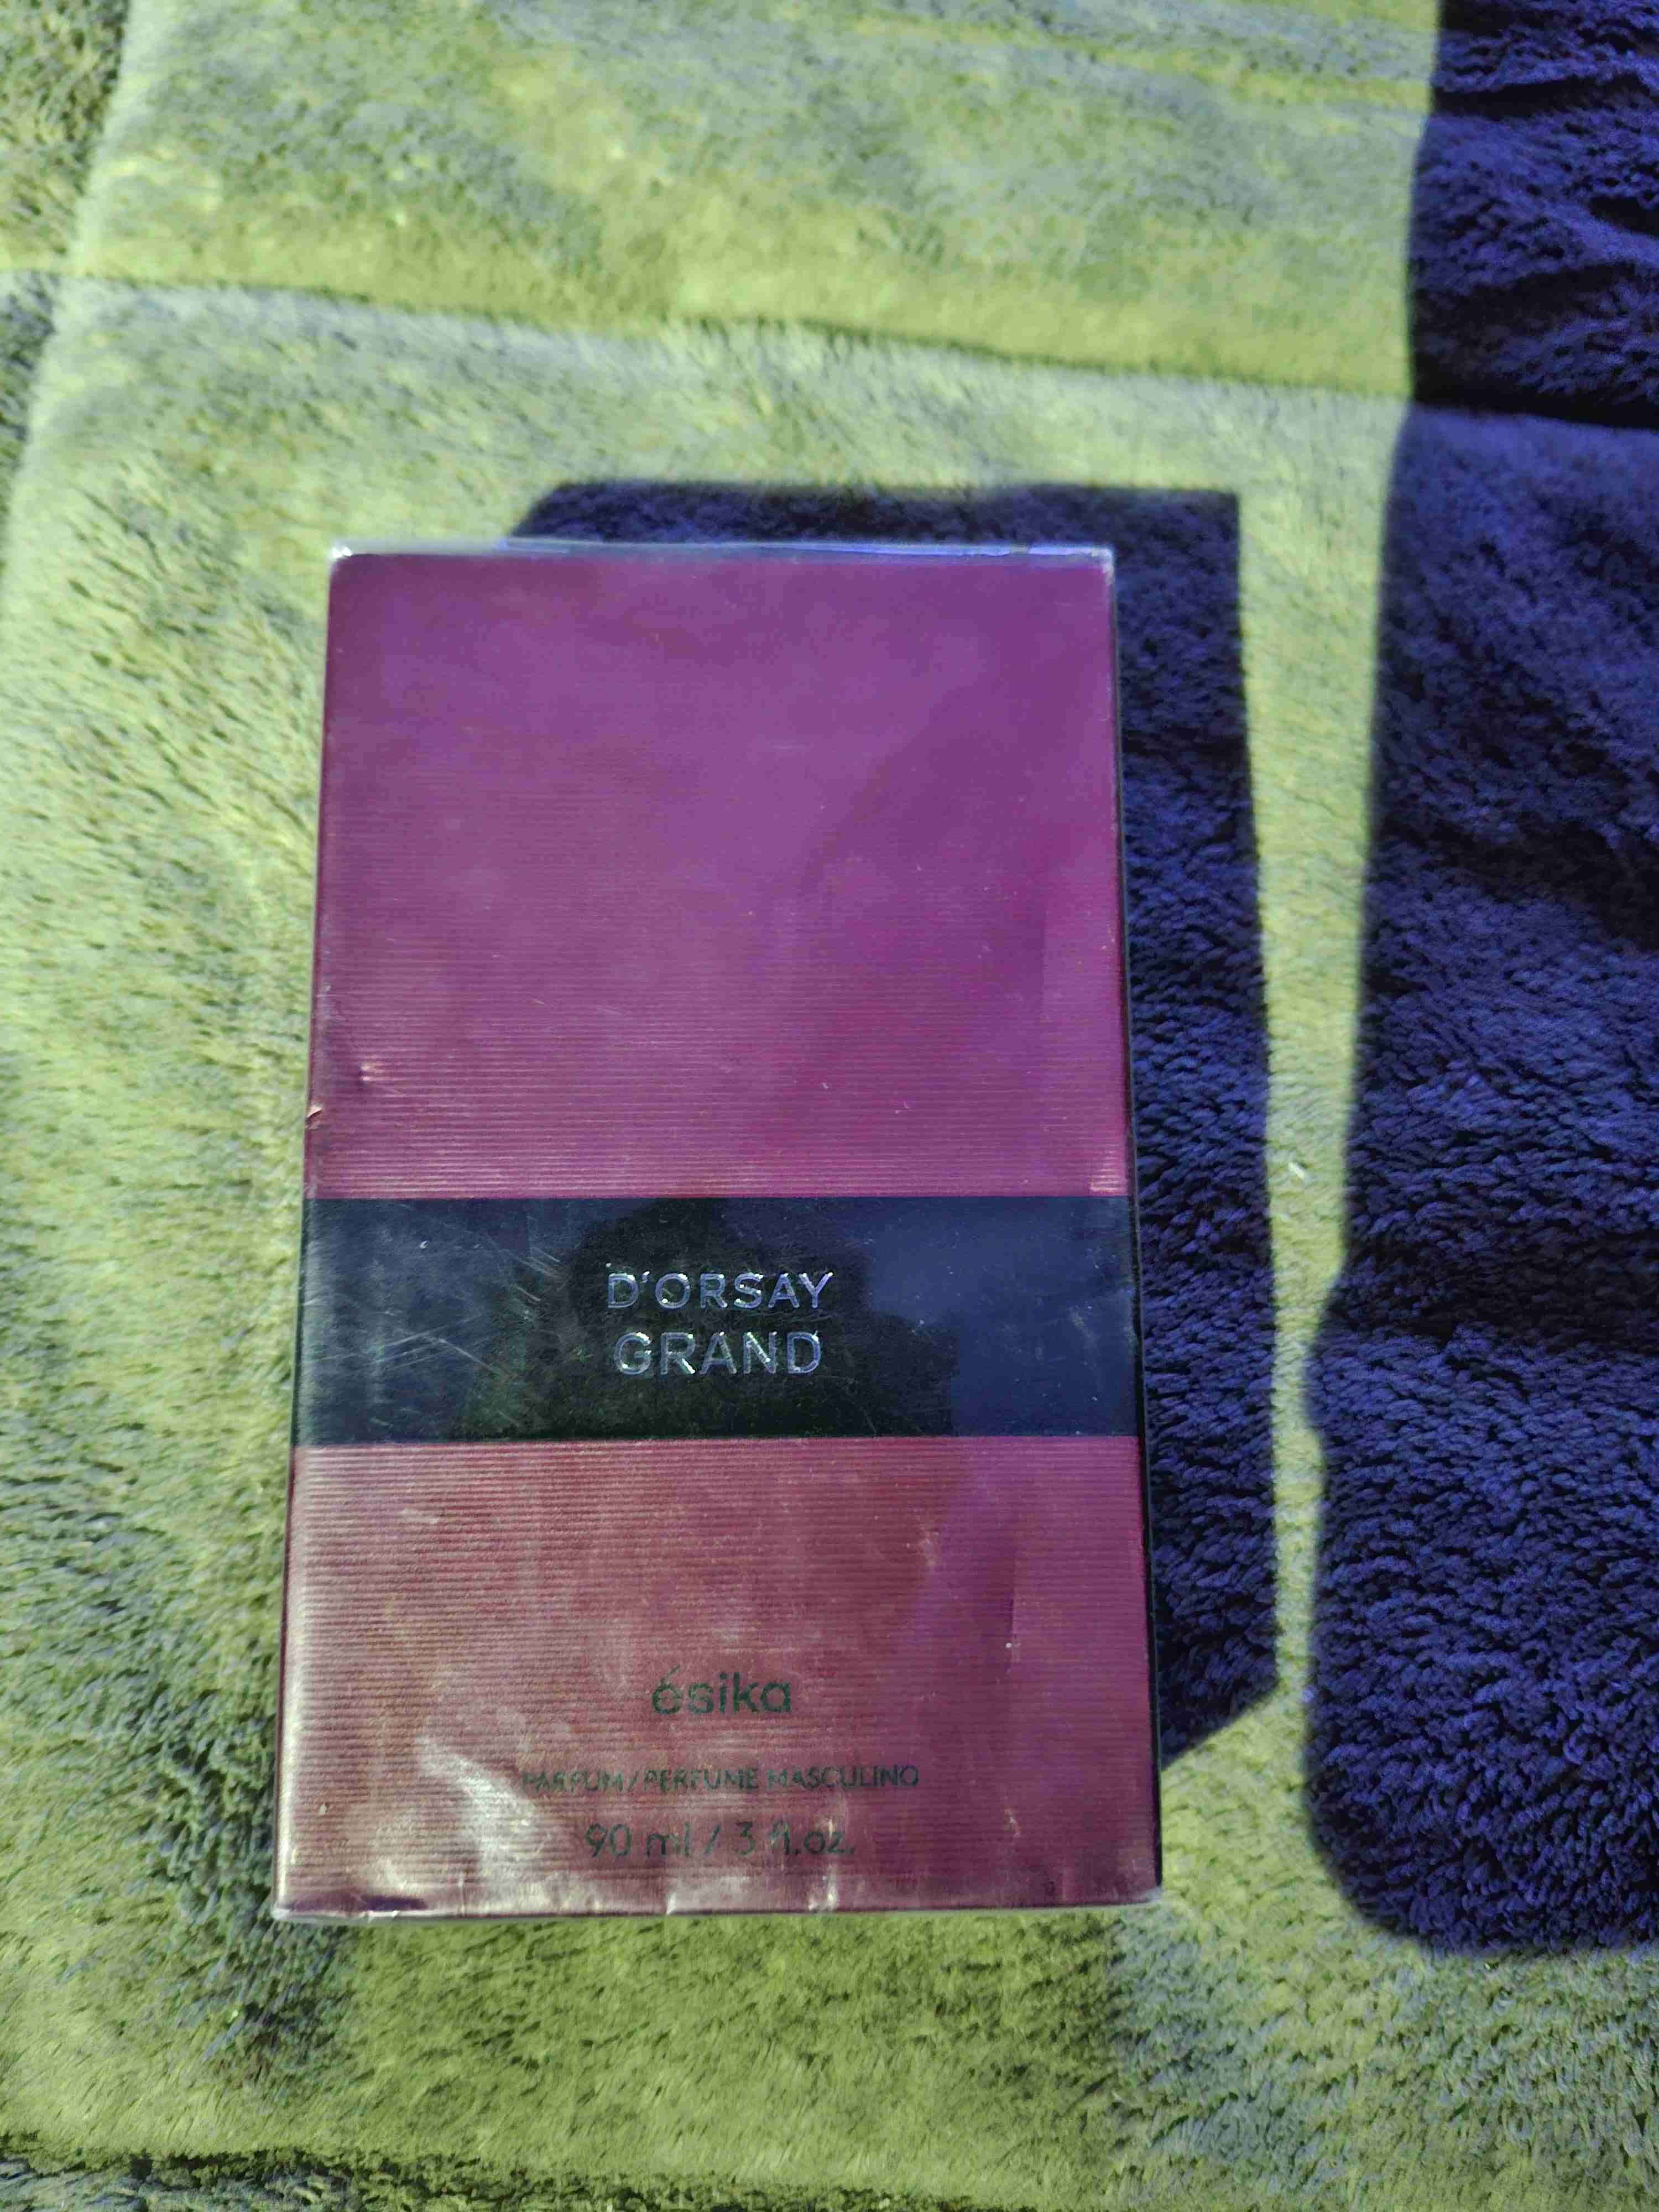 D'ORSAY
GRAND
ésika
PARFUM/PERFUME MASCULINO
90 ml / 3 fl.oz.